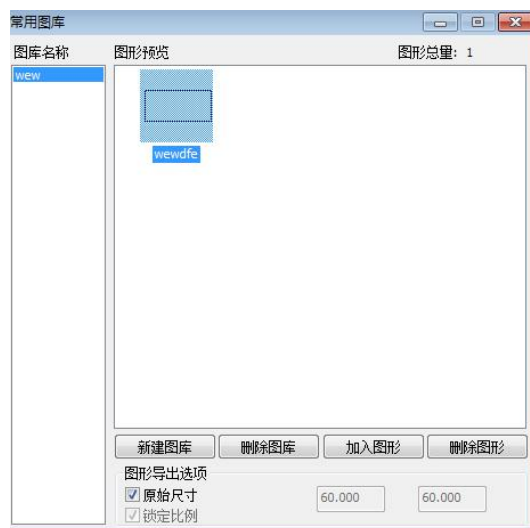 常用图库
图库名称 图形预览 图形总量: 1
wew
wewdfe
新建图库 删除图库 加入图形 删除图形
图形导出选项
原始尺寸 60.000 60.000
锁定比例